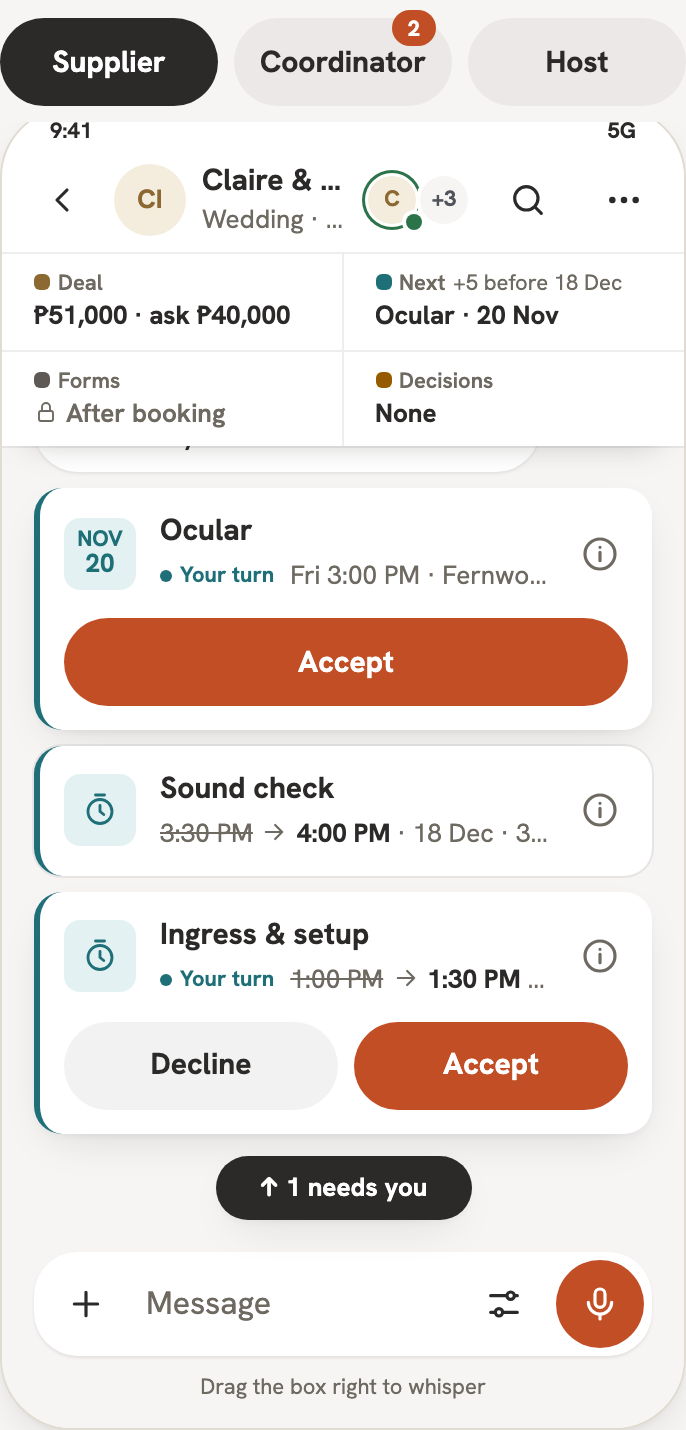 2
Supplier
Coordinator
Host
9:41
5G
CI
Claire & ...
Wedding · ...
C
+3
Deal
₱51,000 · ask ₱40,000
Next +5 before 18 Dec
Ocular · 20 Nov
Forms
After booking
Decisions
None
NOV
20
Ocular
Your turn Fri 3:00 PM · Fernwo...
Accept
Sound check
3:30 PM → 4:00 PM · 18 Dec · 3...
Ingress & setup
Your turn 1:00 PM → 1:30 PM ...
Decline
Accept
↑ 1 needs you
Message
Drag the box right to whisper